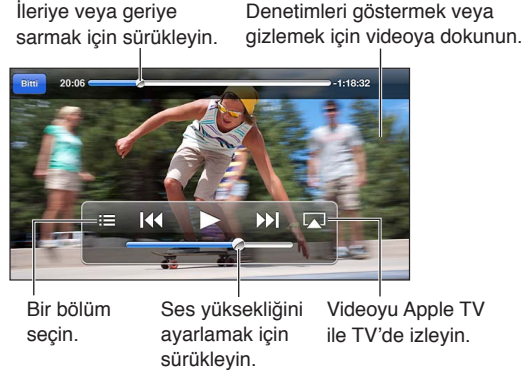 İleriye veya geriye
sarmak için sürükleyin.
Denetimleri göstermek veya
gizlemek için videoya dokunun.
Bitti
20:06
-1:18:32
Bir bölüm
seçin.
Ses yüksekliğini
ayarlamak için
sürükleyin.
Videoyu Apple TV
ile TV'de izleyin.